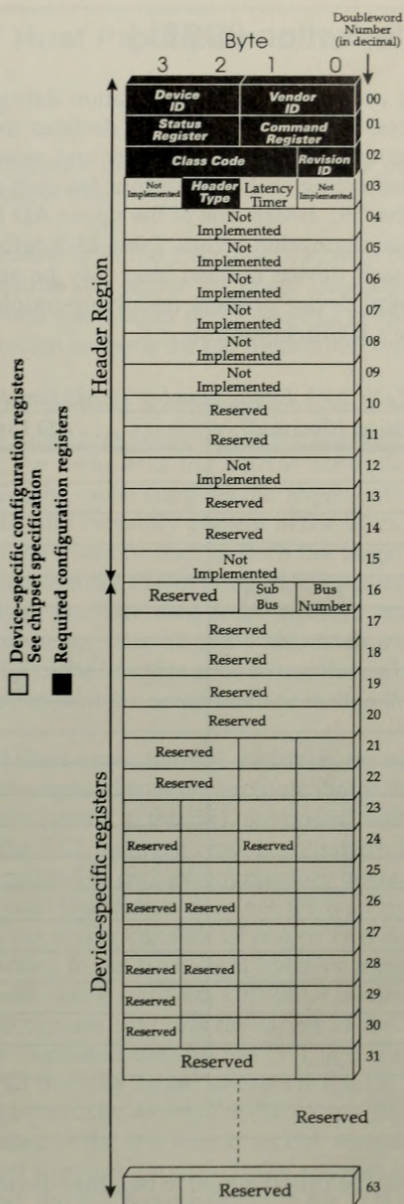 Doubleword
Number
(in decimal)
Byte
3 2 1 0
Device ID Vendor ID 00
Status Register Command Register 01
Class Code Revision ID 02
Not Implemented Header Type Latency Timer Not Implemented 03
Not Implemented 04
Not Implemented 05
Not Implemented 06
Not Implemented 07
Not Implemented 08
Not Implemented 09
Reserved 10
Reserved 11
Not Implemented 12
Reserved 13
Reserved 14
Not Implemented 15
Reserved Sub Bus Bus Number 16
Reserved 17
Reserved 18
Reserved 19
Reserved 20
Reserved 21
Reserved 22
23
Reserved Reserved 24
25
Reserved Reserved 26
27
Reserved Reserved 28
Reserved 29
Reserved 30
Reserved 31
Reserved
Reserved 63
Header Region
Device-specific registers
Device-specific configuration registers
See chipset specification
Required configuration registers